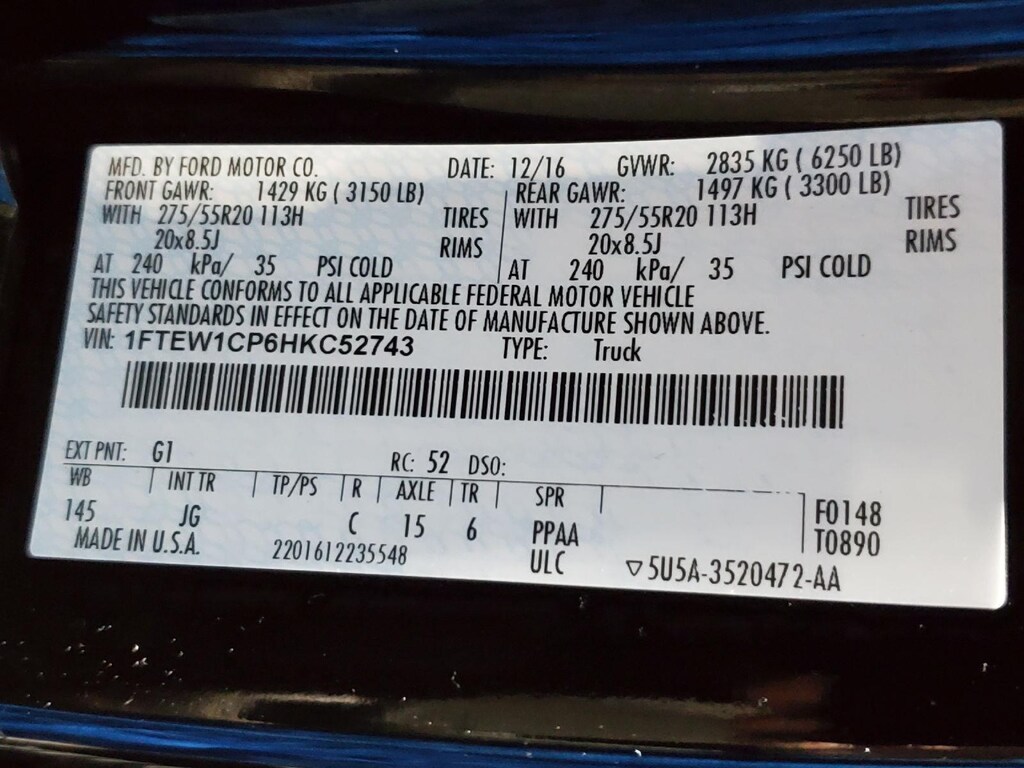 MFD. BY FORD MOTOR CO. DATE: 12/16 GVWR: 2835 KG ( 6250 LB)
FRONT GAWR: 1429 KG ( 3150 LB) REAR GAWR: 1497 KG ( 3300 LB)
WITH 275/55R20 113H TIRES WITH 275/55R20 113H TIRES
20x8.5J RIMS 20x8.5J RIMS
AT 240 kPa/ 35 PSI COLD AT 240 kPa/ 35 PSI COLD
THIS VEHICLE CONFORMS TO ALL APPLICABLE FEDERAL MOTOR VEHICLE
SAFETY STANDARDS IN EFFECT ON THE DATE OF MANUFACTURE SHOWN ABOVE.
VIN: 1FTEW1CP6HKC52743 TYPE: Truck
EXT PNT: G1 RC: 52 DSO:
WB INT TR TP/PS R AXLE TR SPR
145 JG C 15 6 PPAA F0148
MADE IN U.S.A. 2201612235548 ULC T0890
▽5U5A-3520472-AA